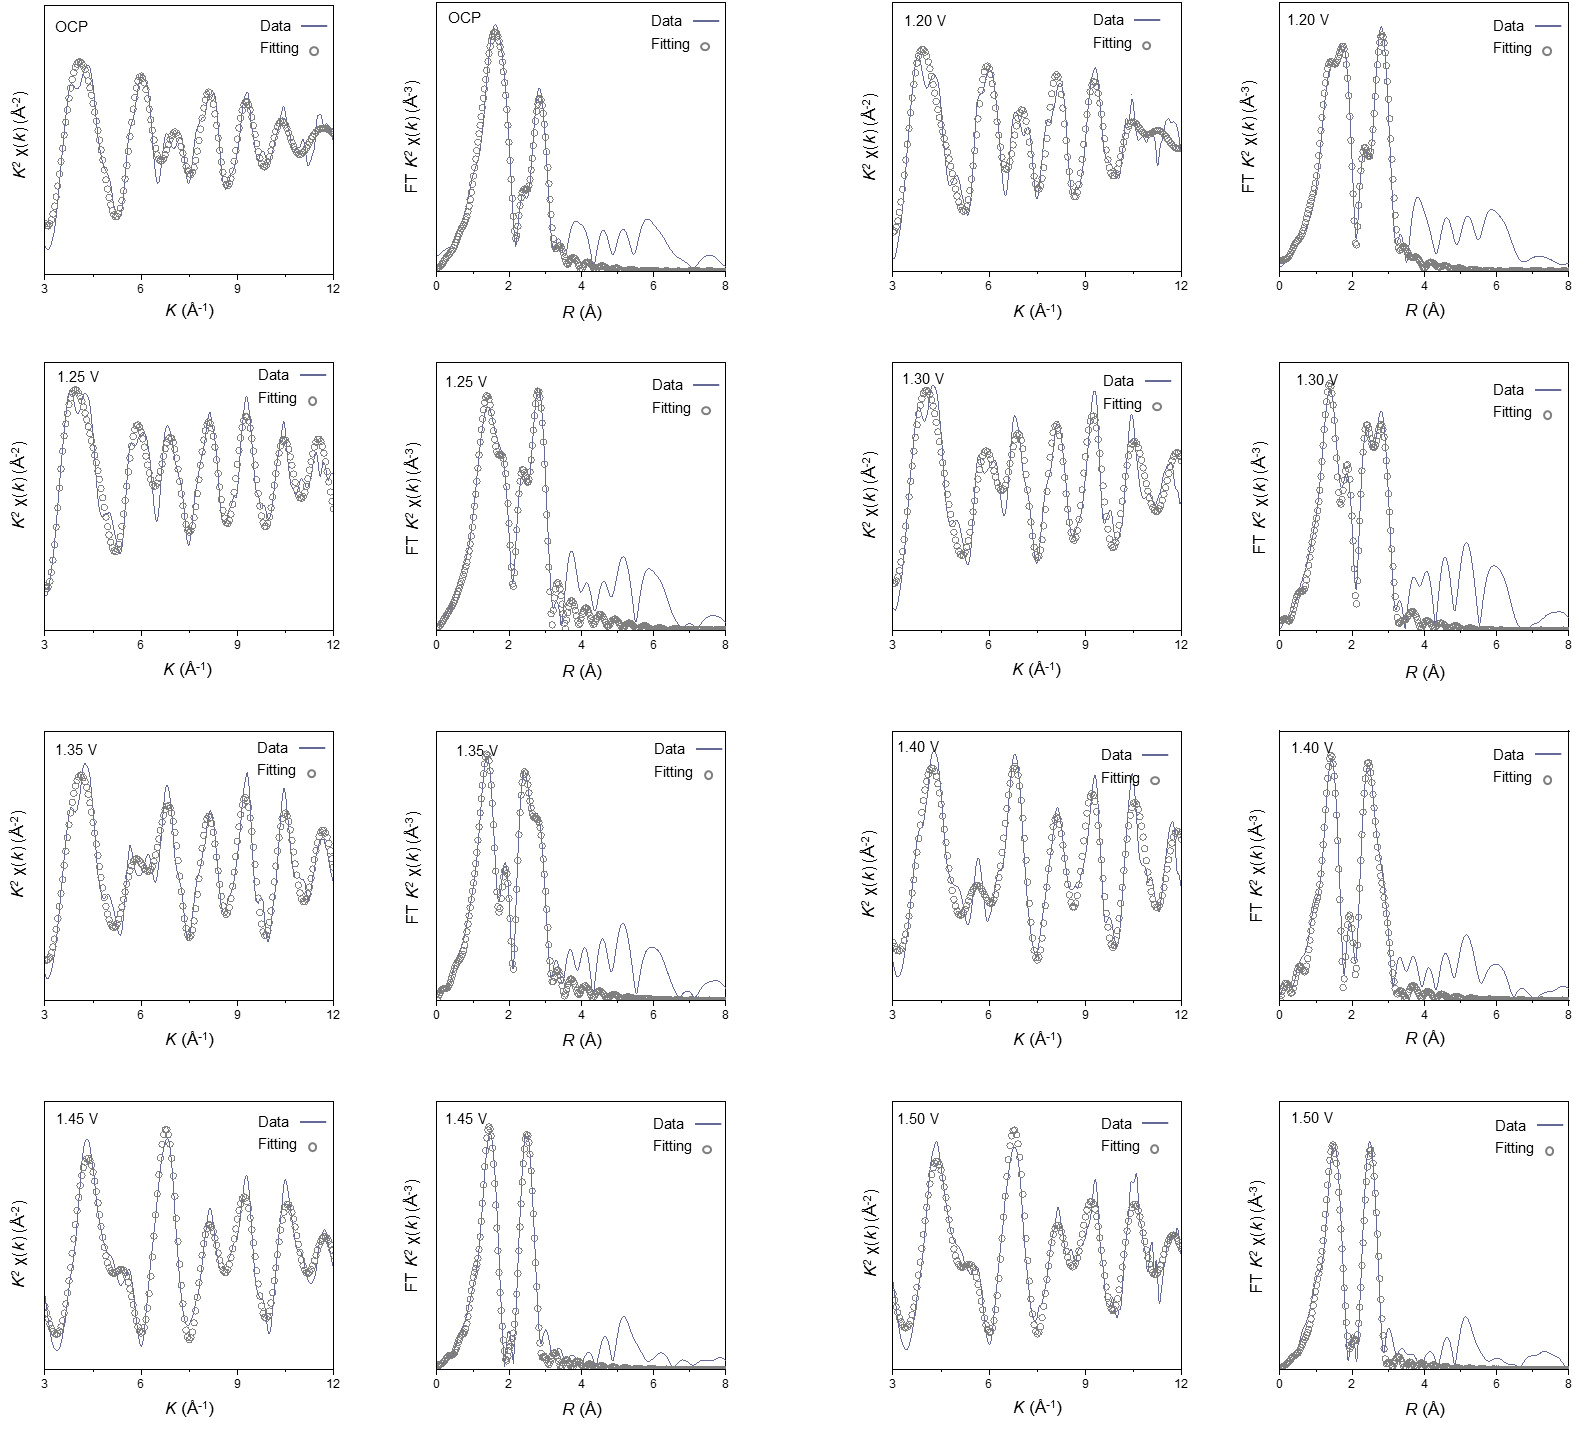 OCP
Data
Fitting
K² χ(k) (Å⁻²)
3 6 9 12
K (Å⁻¹)
OCP
Data
Fitting
FT K² χ(k) (Å⁻³)
0 2 4 6 8
R (Å)
1.20 V
Data
Fitting
K² χ(k) (Å⁻²)
3 6 9 12
K (Å⁻¹)
1.20 V
Data
Fitting
FT K² χ(k) (Å⁻³)
0 2 4 6 8
R (Å)
1.25 V
Data
Fitting
K² χ(k) (Å⁻²)
3 6 9 12
K (Å⁻¹)
1.25 V
Data
Fitting
FT K² χ(k) (Å⁻³)
0 2 4 6 8
R (Å)
1.30 V
Data
Fitting
K² χ(k) (Å⁻²)
3 6 9 12
K (Å⁻¹)
1.30 V
Data
Fitting
FT K² χ(k) (Å⁻³)
0 2 4 6 8
R (Å)
1.35 V
Data
Fitting
K² χ(k) (Å⁻²)
3 6 9 12
K (Å⁻¹)
1.35 V
Data
Fitting
FT K² χ(k) (Å⁻³)
0 2 4 6 8
R (Å)
1.40 V
Data
Fitting
K² χ(k) (Å⁻²)
3 6 9 12
K (Å⁻¹)
1.40 V
Data
Fitting
FT K² χ(k) (Å⁻³)
0 2 4 6 8
R (Å)
1.45 V
Data
Fitting
K² χ(k) (Å⁻²)
3 6 9 12
K (Å⁻¹)
1.45 V
Data
Fitting
FT K² χ(k) (Å⁻³)
0 2 4 6 8
R (Å)
1.50 V
Data
Fitting
K² χ(k) (Å⁻²)
3 6 9 12
K (Å⁻¹)
1.50 V
Data
Fitting
FT K² χ(k) (Å⁻³)
0 2 4 6 8
R (Å)